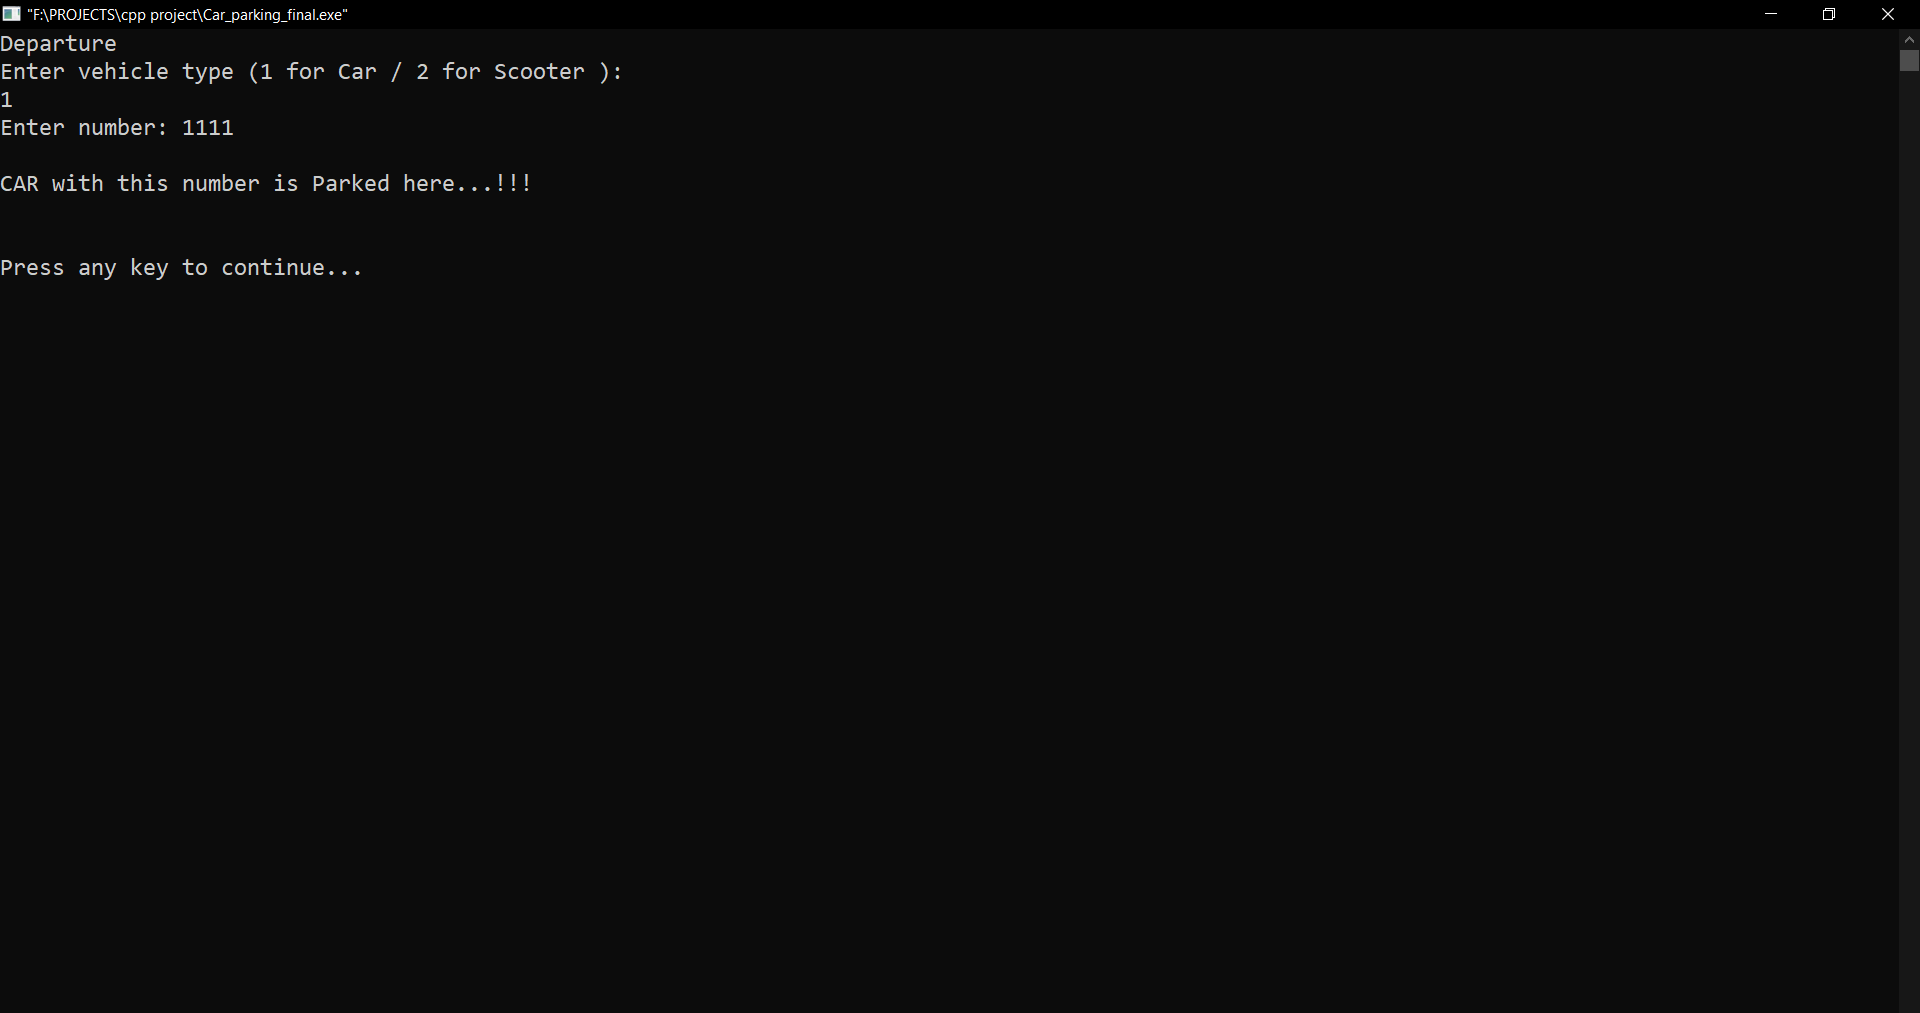 "F:\PROJECTS\cpp project\Car_parking_final.exe"
Departure
Enter vehicle type (1 for Car / 2 for Scooter ):
1
Enter number: 1111
CAR with this number is Parked here...!!!
Press any key to continue...